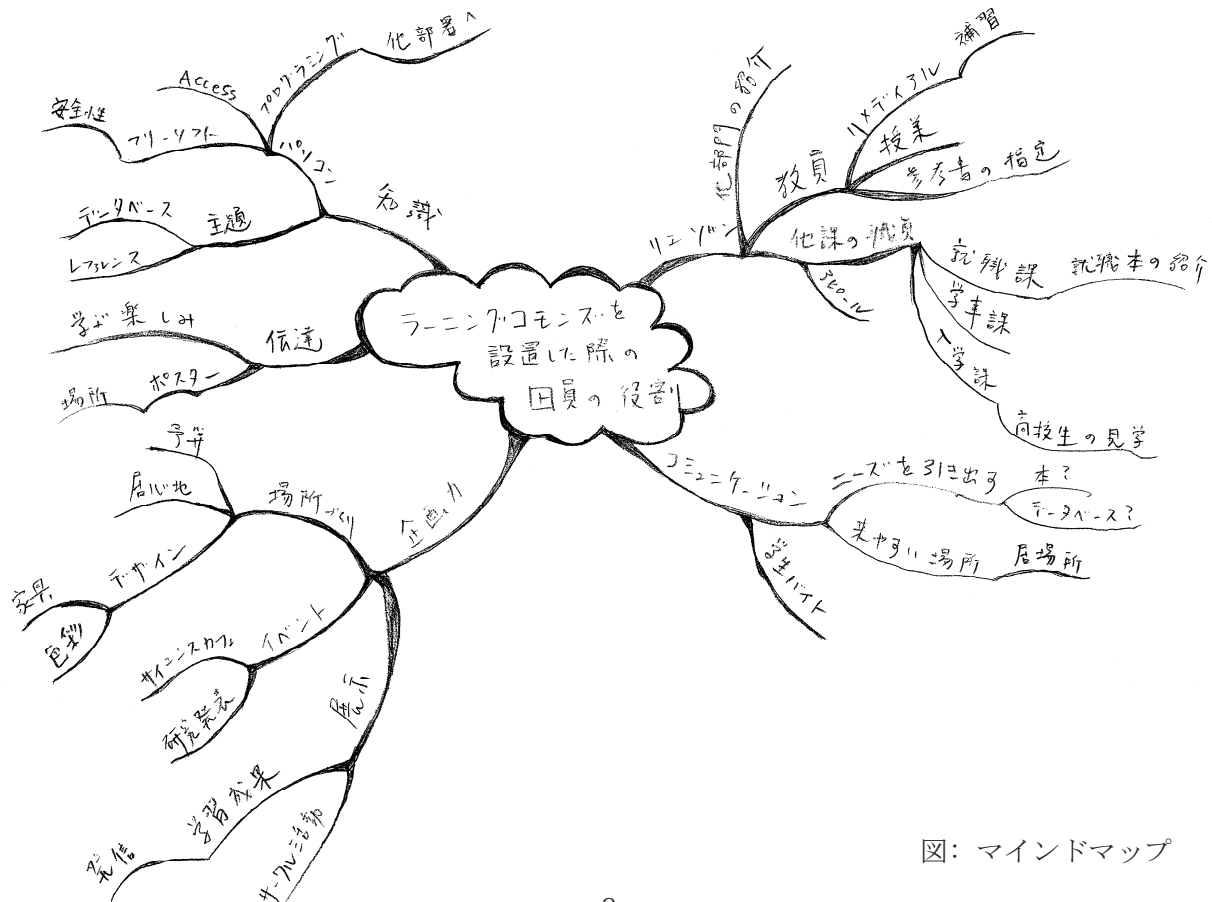 ラーニングコモンズを
設置した際の
図員の役割
知識
パソコン
プログラミング
他部署へ
Access
フリーソフト
安全性
主題
データベース
レファレンス
伝達
学ぶ楽しみ
ポスター
場所
企画力
場所づくり
予算
居心地
デザイン
家具
色彩
イベント
サイエンスカフェ
研究発表
展示
学習成果
発信
サークル活動
リエゾン
他部門の紹介
教員
リメディアル
補習
授業
参考書の指定
他課の職員
アピール
就職課
就職本の紹介
学事課
入学課
高校生の見学
コミュニケーション
ニーズを引き出す
本?
データベース?
来やすい場所
居場所
学生バイト
図: マインドマップ